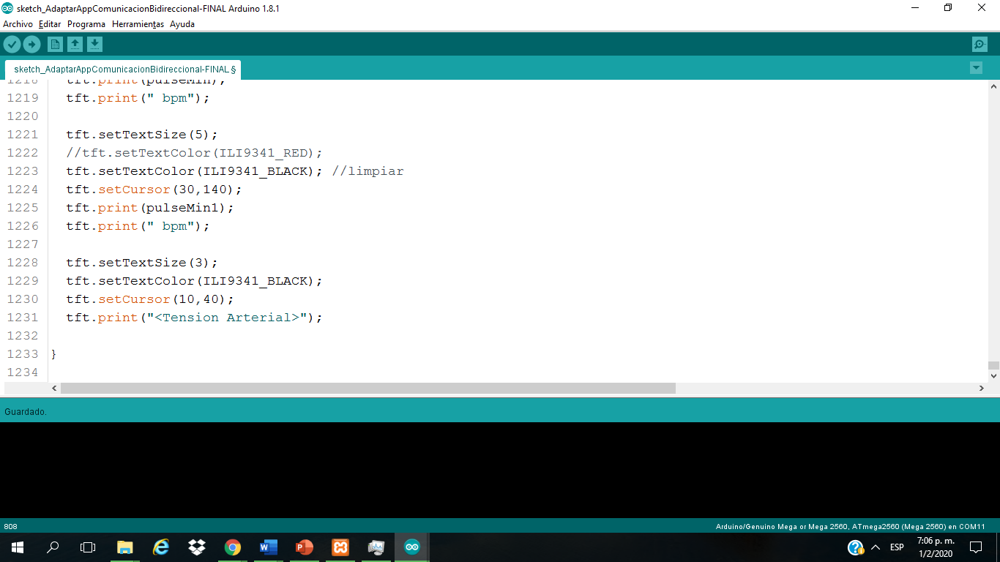 sketch_AdaptarAppComunicacionBidireccional-FINAL Arduino 1.8.1
Archivo Editar Programa Herramientas Ayuda
sketch_AdaptarAppComunicacionBidireccional-FINAL §
1218 tft.print(pulseMin);
1219 tft.print(" bpm");
1220
1221 tft.setTextSize(5);
1222 //tft.setTextColor(ILI9341_RED);
1223 tft.setTextColor(ILI9341_BLACK); //limpiar
1224 tft.setCursor(30,140);
1225 tft.print(pulseMin1);
1226 tft.print(" bpm");
1227
1228 tft.setTextSize(3);
1229 tft.setTextColor(ILI9341_BLACK);
1230 tft.setCursor(10,40);
1231 tft.print("<Tension Arterial>");
1232
1233 }
1234
Guardado.
808 Arduino/Genuino Mega or Mega 2560, ATmega2560 (Mega 2560) en COM11
ESP
7:06 p. m.
1/2/2020